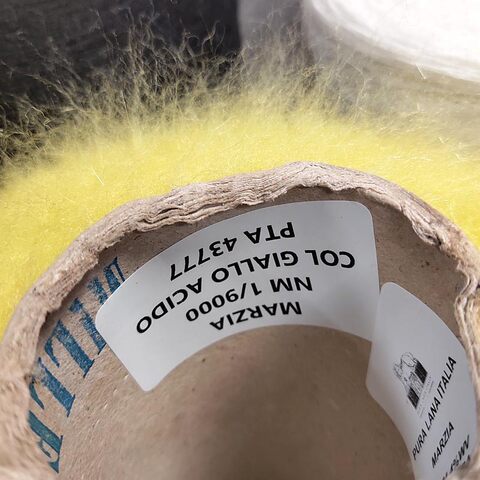 MARZIA
NM 1/9000
COL GIALLO ACIDO
PTA 43777
PURA LANA ITALIA
MARZIA